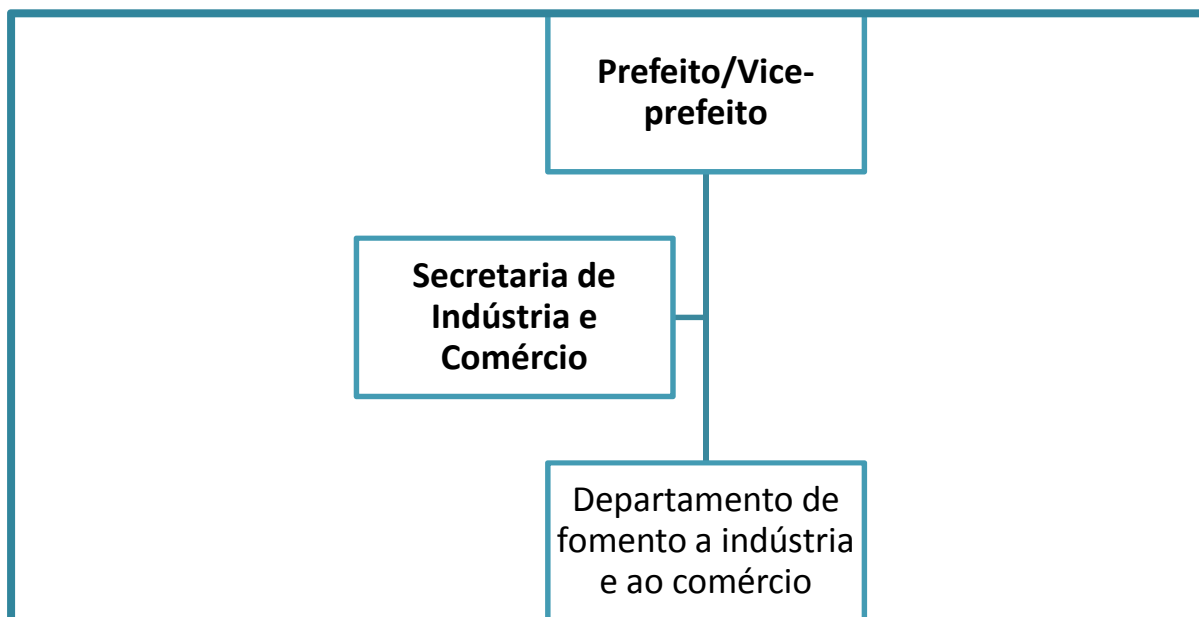 Prefeito/Vice-
prefeito
Secretaria de
Indústria e
Comércio
Departamento de
fomento a indústria
e ao comércio